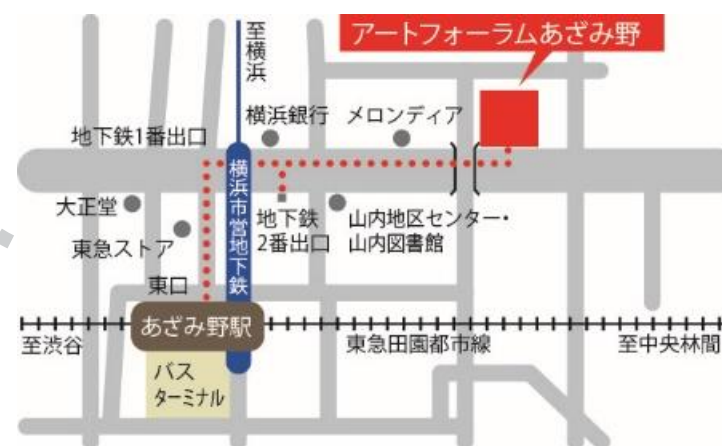 至横浜
アートフォーラムあざみ野
横浜銀行
メロンディア
地下鉄1番出口
横浜市営地下鉄
大正堂
東急ストア
地下鉄
2番出口
山内地区センター・
山内図書館
東口
あざみ野駅
至渋谷
東急田園都市線
至中央林間
バス
ターミナル